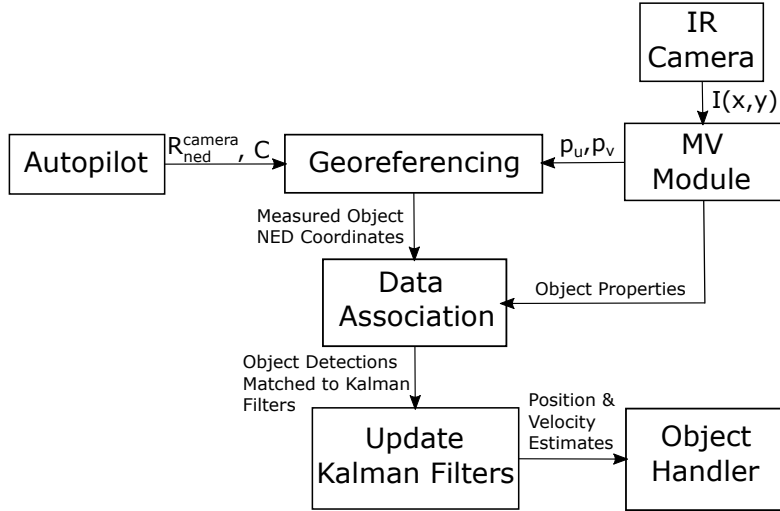 IR
Camera
I(x,y)
Autopilot
R_ned^camera, C
Georeferencing
p_u,p_v
MV
Module
Measured Object
NED Coordinates
Data
Association
Object Properties
Object Detections
Matched to Kalman
Filters
Update
Kalman Filters
Position &
Velocity
Estimates
Object
Handler